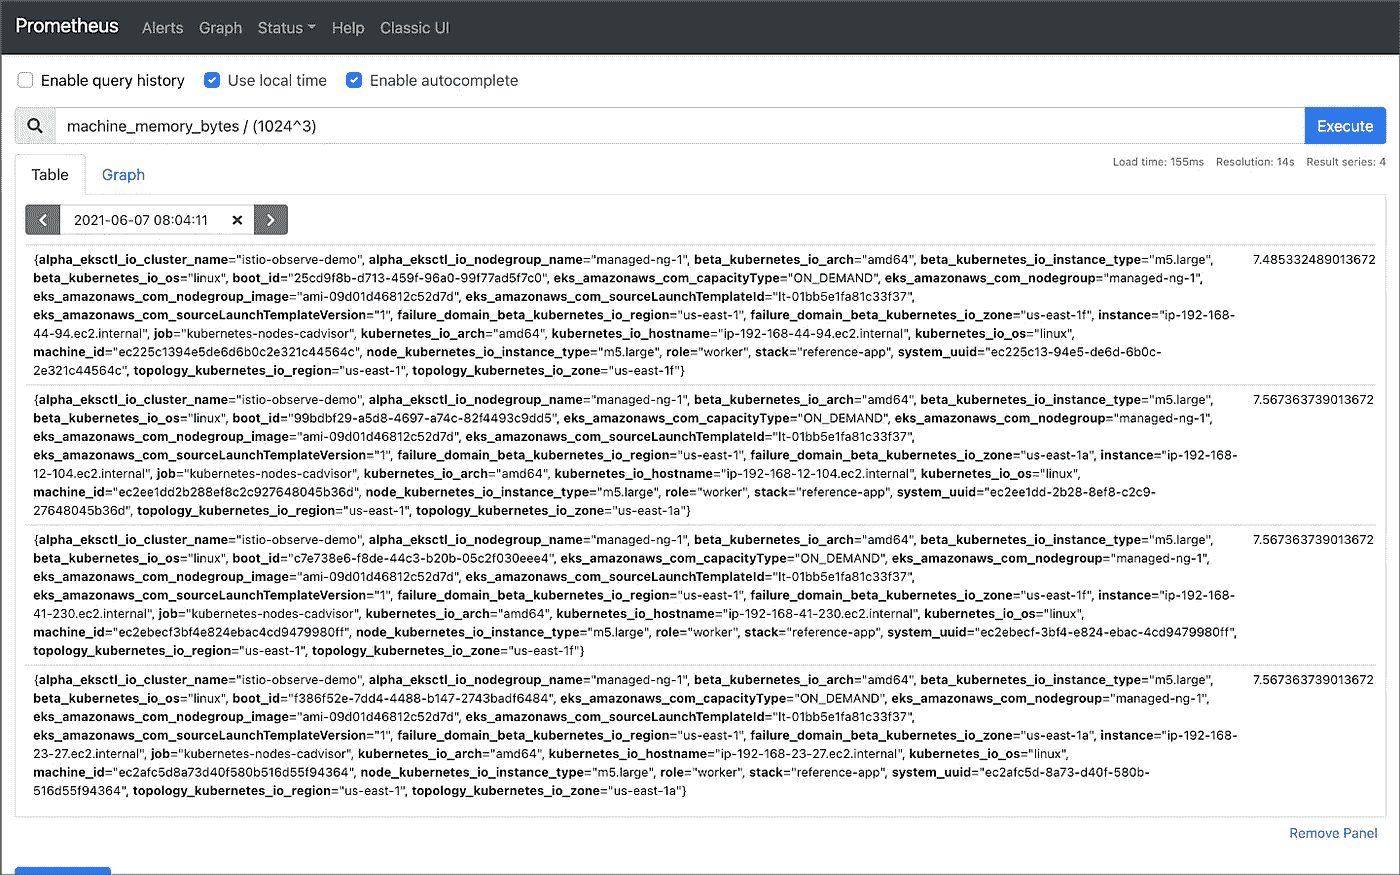 Prometheus Alerts Graph Status Help Classic UI
Enable query history Use local time Enable autocomplete
machine_memory_bytes / (1024^3) Execute
Load time: 155ms Resolution: 14s Result series: 4
Table Graph
2021-06-07 08:04:11
{alpha_eksctl_io_cluster_name="istio-observe-demo", alpha_eksctl_io_nodegroup_name="managed-ng-1", beta_kubernetes_io_arch="amd64", beta_kubernetes_io_instance_type="m5.large", 7.485332489013672
beta_kubernetes_io_os="linux", boot_id="25cd9f8b-d713-459f-96a0-99f77ad5f7c0", eks_amazonaws_com_capacityType="ON_DEMAND", eks_amazonaws_com_nodegroup="managed-ng-1",
eks_amazonaws_com_nodegroup_image="ami-09d01d46812c52d7d", eks_amazonaws_com_sourceLaunchTemplateId="lt-01bb5e1fa81c33f37",
eks_amazonaws_com_sourceLaunchTemplateVersion="1", failure_domain_beta_kubernetes_io_region="us-east-1", failure_domain_beta_kubernetes_io_zone="us-east-1f", instance="ip-192-168-
44-94.ec2.internal", job="kubernetes-nodes-cadvisor", kubernetes_io_arch="amd64", kubernetes_io_hostname="ip-192-168-44-94.ec2.internal", kubernetes_io_os="linux",
machine_id="ec225c1394e5de6d6b0c2e321c44564c", node_kubernetes_io_instance_type="m5.large", role="worker", stack="reference-app", system_uuid="ec225c13-94e5-de6d-6b0c-
2e321c44564c", topology_kubernetes_io_region="us-east-1", topology_kubernetes_io_zone="us-east-1f"}
{alpha_eksctl_io_cluster_name="istio-observe-demo", alpha_eksctl_io_nodegroup_name="managed-ng-1", beta_kubernetes_io_arch="amd64", beta_kubernetes_io_instance_type="m5.large", 7.567363739013672
beta_kubernetes_io_os="linux", boot_id="99bdbf29-a5d8-4697-a74c-82f4493c9dd5", eks_amazonaws_com_capacityType="ON_DEMAND", eks_amazonaws_com_nodegroup="managed-ng-1",
eks_amazonaws_com_nodegroup_image="ami-09d01d46812c52d7d", eks_amazonaws_com_sourceLaunchTemplateId="lt-01bb5e1fa81c33f37",
eks_amazonaws_com_sourceLaunchTemplateVersion="1", failure_domain_beta_kubernetes_io_region="us-east-1", failure_domain_beta_kubernetes_io_zone="us-east-1a", instance="ip-192-168-
12-104.ec2.internal", job="kubernetes-nodes-cadvisor", kubernetes_io_arch="amd64", kubernetes_io_hostname="ip-192-168-12-104.ec2.internal", kubernetes_io_os="linux",
machine_id="ec2ee1dd2b288ef8c2c927648045b36d", node_kubernetes_io_instance_type="m5.large", role="worker", stack="reference-app", system_uuid="ec2ee1dd-2b28-8ef8-c2c9-
27648045b36d", topology_kubernetes_io_region="us-east-1", topology_kubernetes_io_zone="us-east-1a"}
{alpha_eksctl_io_cluster_name="istio-observe-demo", alpha_eksctl_io_nodegroup_name="managed-ng-1", beta_kubernetes_io_arch="amd64", beta_kubernetes_io_instance_type="m5.large", 7.567363739013672
beta_kubernetes_io_os="linux", boot_id="c7e738e6-f8de-44c3-b20b-05c2f030eee4", eks_amazonaws_com_capacityType="ON_DEMAND", eks_amazonaws_com_nodegroup="managed-ng-1",
eks_amazonaws_com_nodegroup_image="ami-09d01d46812c52d7d", eks_amazonaws_com_sourceLaunchTemplateId="lt-01bb5e1fa81c33f37",
eks_amazonaws_com_sourceLaunchTemplateVersion="1", failure_domain_beta_kubernetes_io_region="us-east-1", failure_domain_beta_kubernetes_io_zone="us-east-1f", instance="ip-192-168-
41-230.ec2.internal", job="kubernetes-nodes-cadvisor", kubernetes_io_arch="amd64", kubernetes_io_hostname="ip-192-168-41-230.ec2.internal", kubernetes_io_os="linux",
machine_id="ec2ebecf3bf4e824ebac4cd9479980ff", node_kubernetes_io_instance_type="m5.large", role="worker", stack="reference-app", system_uuid="ec2ebecf-3bf4-e824-ebac-4cd9479980ff",
topology_kubernetes_io_region="us-east-1", topology_kubernetes_io_zone="us-east-1f"}
{alpha_eksctl_io_cluster_name="istio-observe-demo", alpha_eksctl_io_nodegroup_name="managed-ng-1", beta_kubernetes_io_arch="amd64", beta_kubernetes_io_instance_type="m5.large", 7.567363739013672
beta_kubernetes_io_os="linux", boot_id="f386f52e-7dd4-4488-b147-2743badf6484", eks_amazonaws_com_capacityType="ON_DEMAND", eks_amazonaws_com_nodegroup="managed-ng-1",
eks_amazonaws_com_nodegroup_image="ami-09d01d46812c52d7d", eks_amazonaws_com_sourceLaunchTemplateId="lt-01bb5e1fa81c33f37",
eks_amazonaws_com_sourceLaunchTemplateVersion="1", failure_domain_beta_kubernetes_io_region="us-east-1", failure_domain_beta_kubernetes_io_zone="us-east-1a", instance="ip-192-168-
23-27.ec2.internal", job="kubernetes-nodes-cadvisor", kubernetes_io_arch="amd64", kubernetes_io_hostname="ip-192-168-23-27.ec2.internal", kubernetes_io_os="linux",
machine_id="ec2afc5d8a73d40f580b516d55f94364", node_kubernetes_io_instance_type="m5.large", role="worker", stack="reference-app", system_uuid="ec2afc5d-8a73-d40f-580b-
516d55f94364", topology_kubernetes_io_region="us-east-1", topology_kubernetes_io_zone="us-east-1a"}
Remove Panel